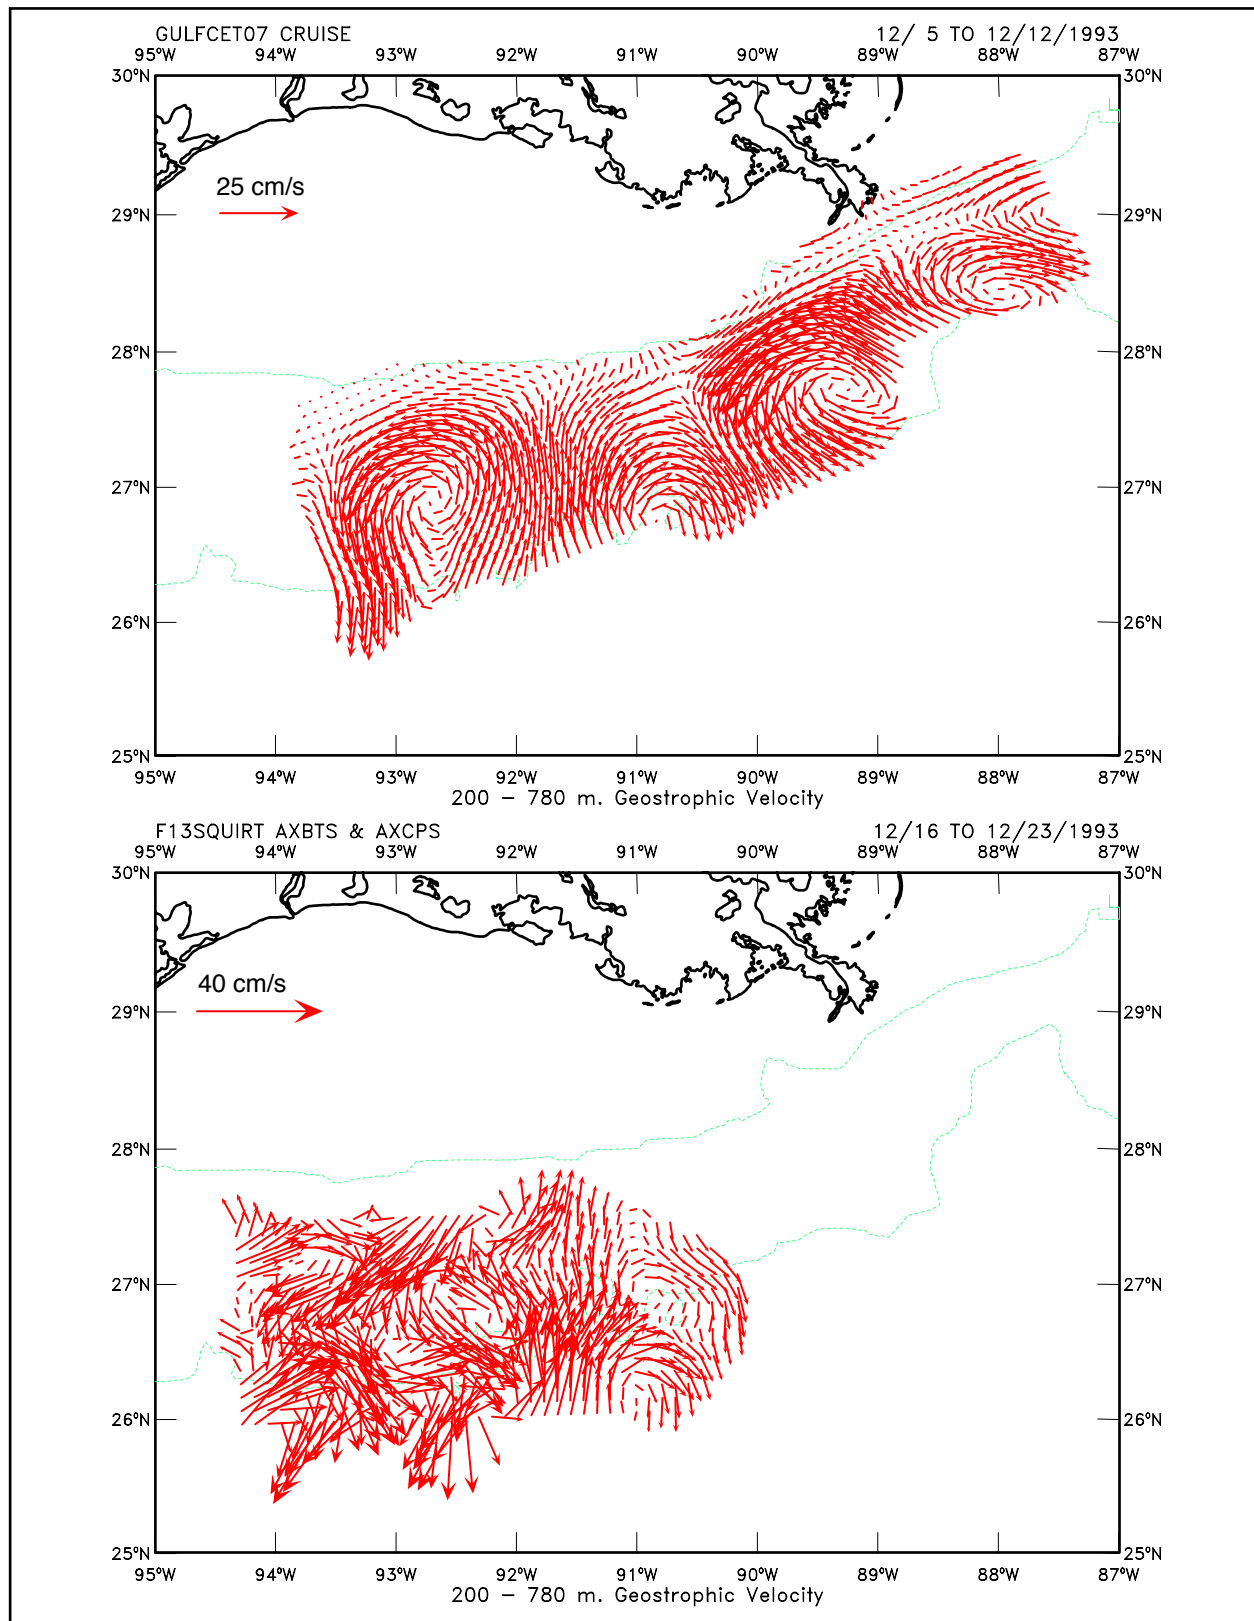 GULFCET07 CRUISE 12/ 5 TO 12/12/1993
95°W 94°W 93°W 92°W 91°W 90°W 89°W 88°W 87°W
30°N 30°N
25 cm/s
29°N 29°N
28°N 28°N
27°N 27°N
26°N 26°N
25°N 25°N
95°W 94°W 93°W 92°W 91°W 90°W 89°W 88°W 87°W
200 - 780 m. Geostrophic Velocity
F13SQUIRT AXBTS & AXCPS 12/16 TO 12/23/1993
95°W 94°W 93°W 92°W 91°W 90°W 89°W 88°W 87°W
30°N 30°N
40 cm/s
29°N 29°N
28°N 28°N
27°N 27°N
26°N 26°N
25°N 25°N
95°W 94°W 93°W 92°W 91°W 90°W 89°W 88°W 87°W
200 - 780 m. Geostrophic Velocity